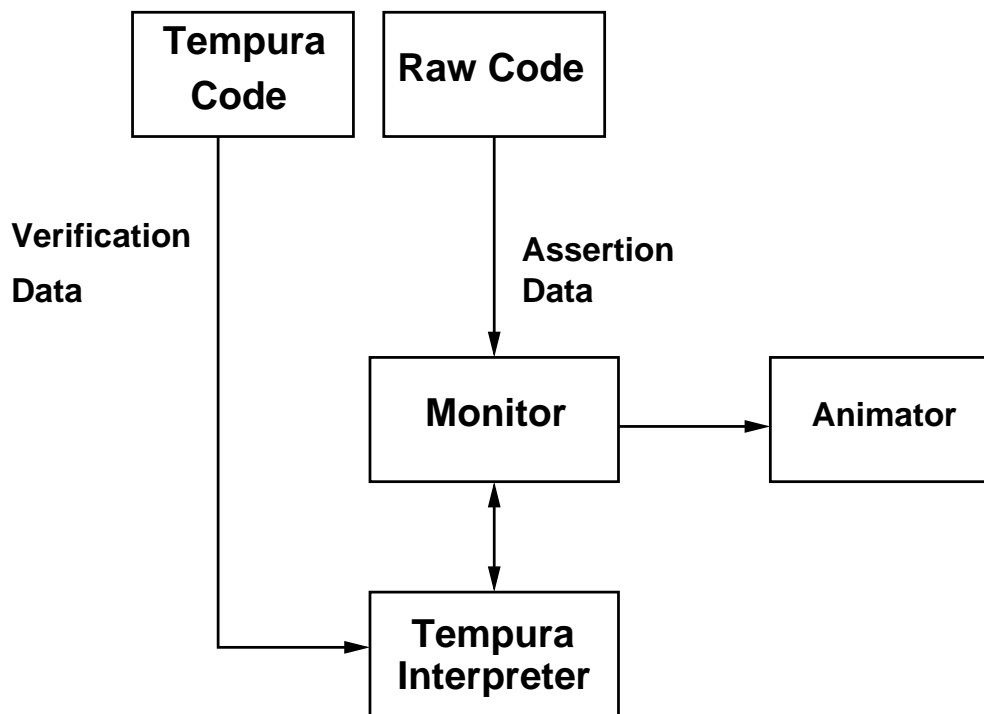 Tempura
Code
Raw Code
Verification
Data
Assertion
Data
Monitor
Animator
Tempura
Interpreter